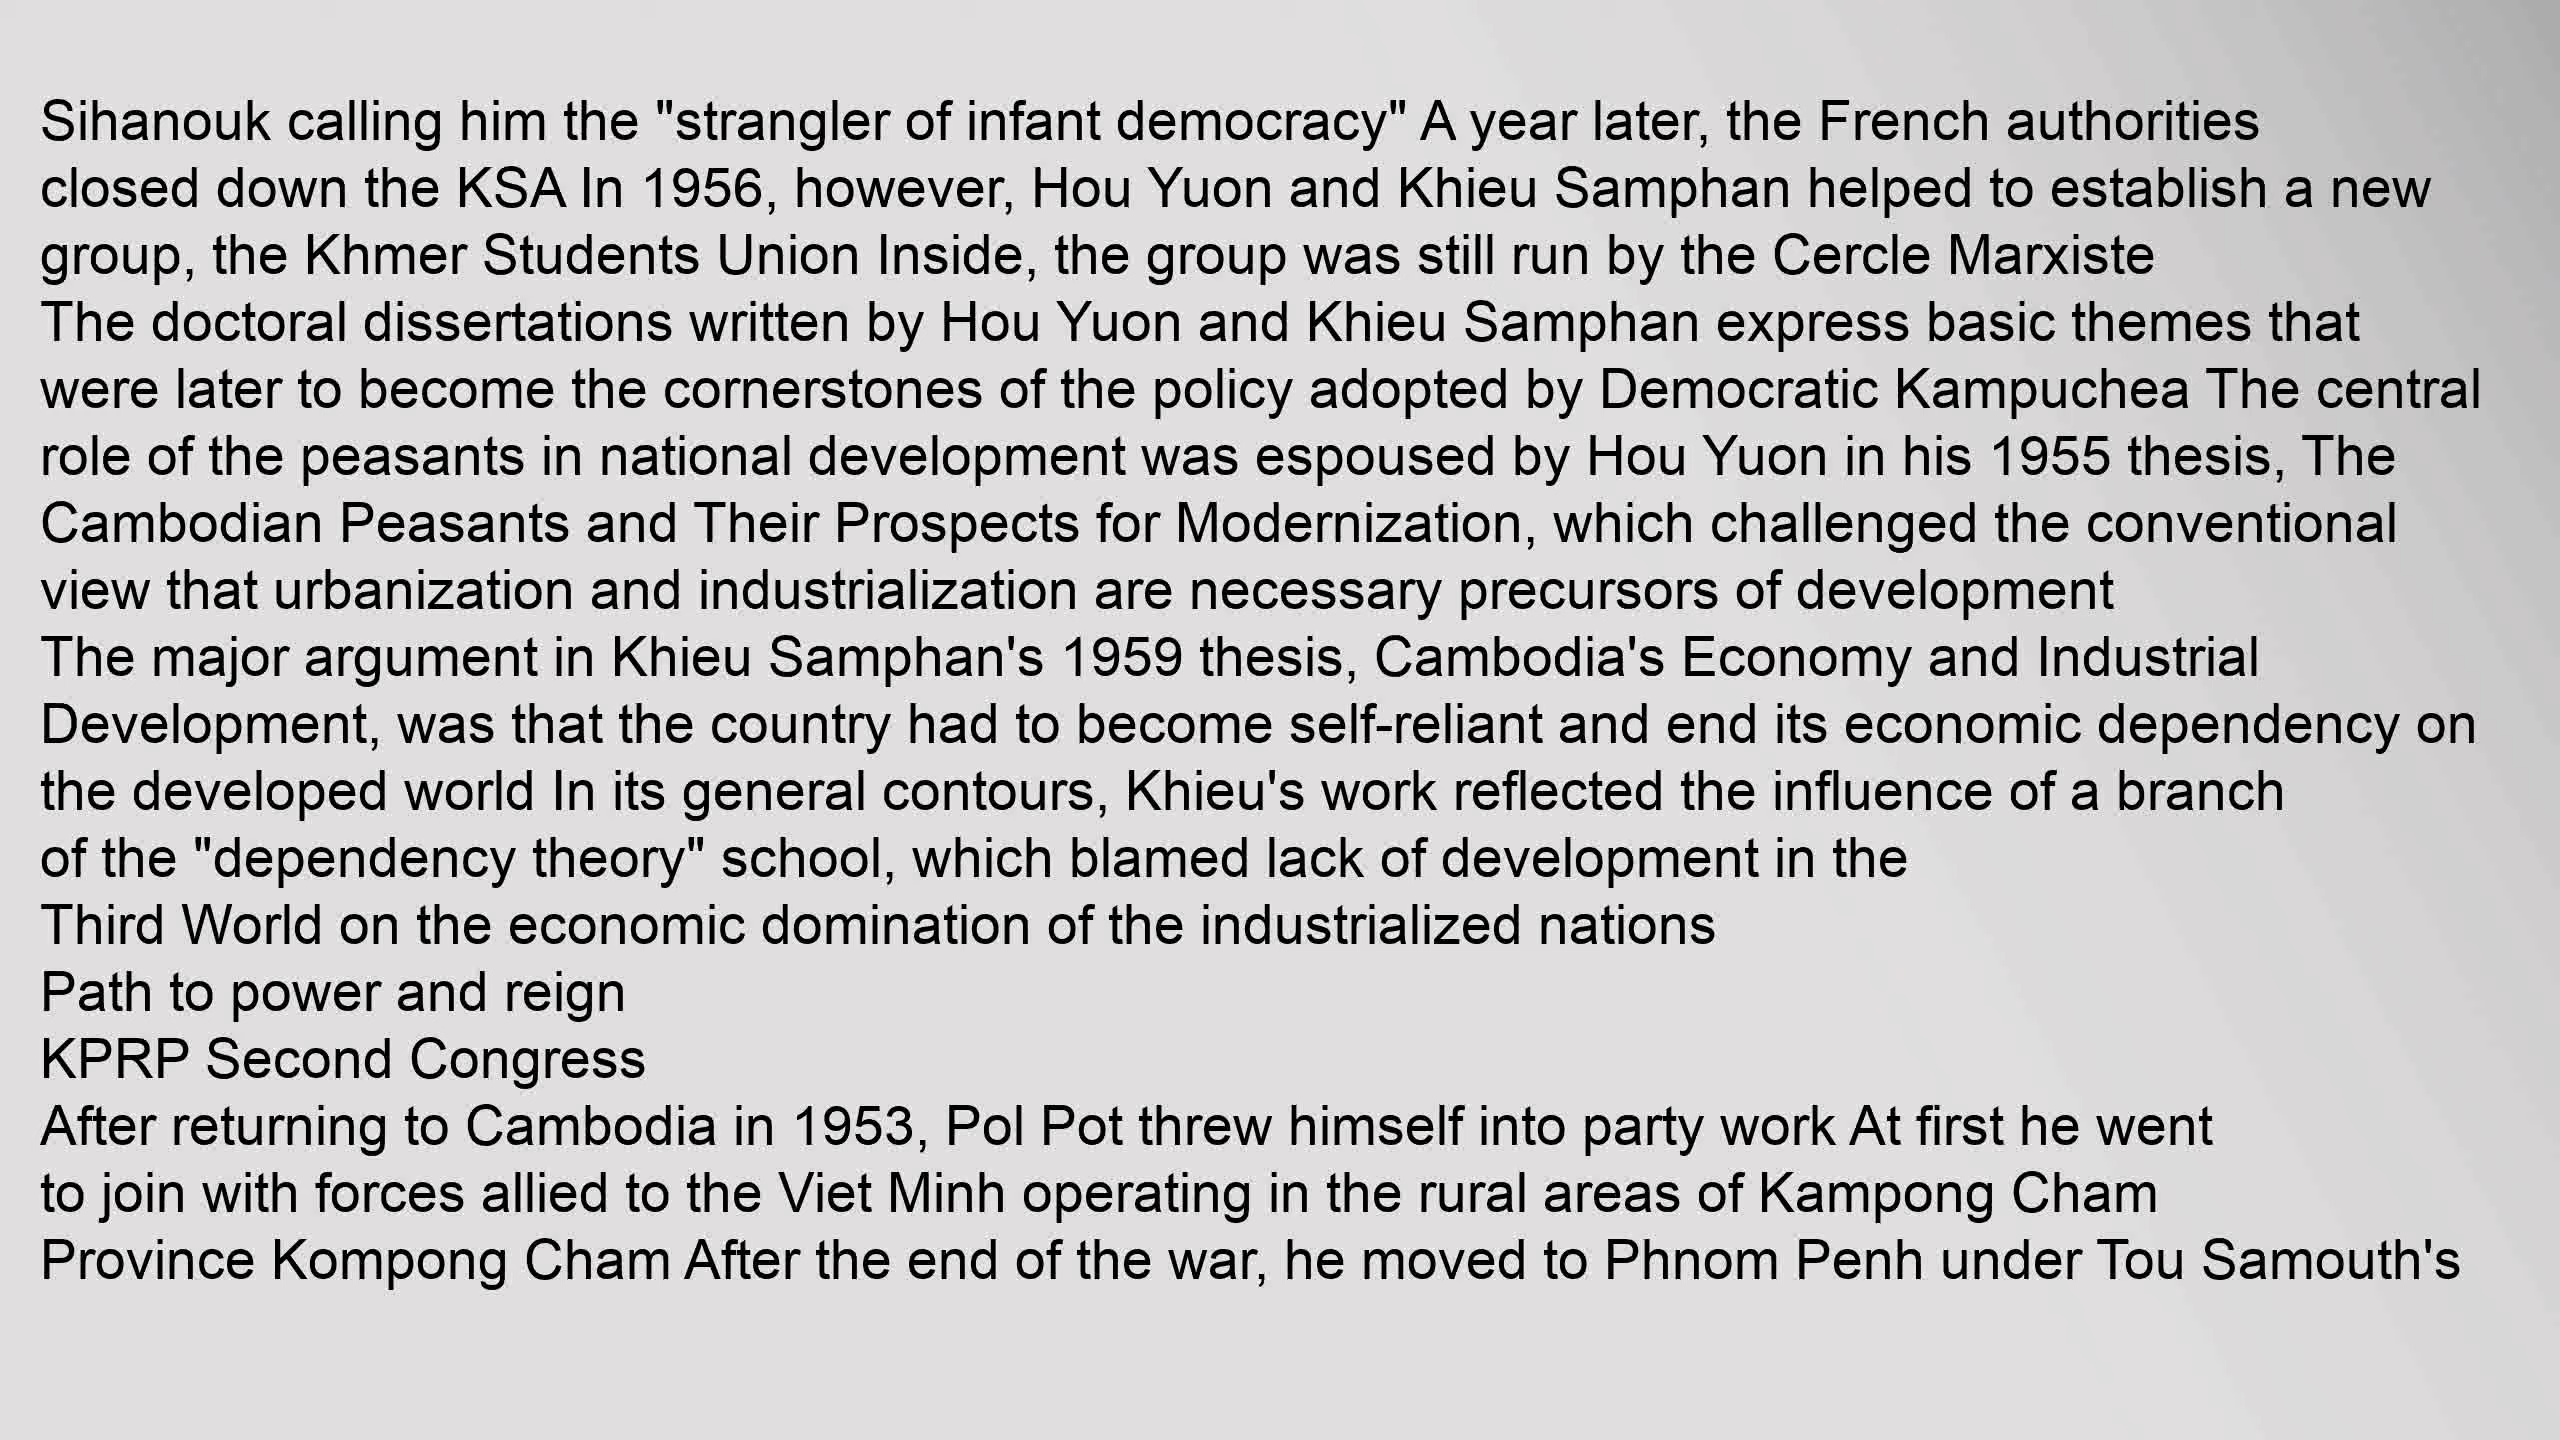 Sihanouk calling him the "strangler of infant democracy" A year later, the French authorities
closed down the KSA In 1956, however, Hou Yuon and Khieu Samphan helped to establish a new
group, the Khmer Students Union Inside, the group was still run by the Cercle Marxiste
The doctoral dissertations written by Hou Yuon and Khieu Samphan express basic themes that
were later to become the cornerstones of the policy adopted by Democratic Kampuchea The central
role of the peasants in national development was espoused by Hou Yuon in his 1955 thesis, The
Cambodian Peasants and Their Prospects for Modernization, which challenged the conventional
view that urbanization and industrialization are necessary precursors of development
The major argument in Khieu Samphan's 1959 thesis, Cambodia's Economy and Industrial
Development, was that the country had to become self-reliant and end its economic dependency on
the developed world In its general contours, Khieu's work reflected the influence of a branch
of the "dependency theory" school, which blamed lack of development in the
Third World on the economic domination of the industrialized nations
Path to power and reign
KPRP Second Congress
After returning to Cambodia in 1953, Pol Pot threw himself into party work At first he went
to join with forces allied to the Viet Minh operating in the rural areas of Kampong Cham
Province Kompong Cham After the end of the war, he moved to Phnom Penh under Tou Samouth's